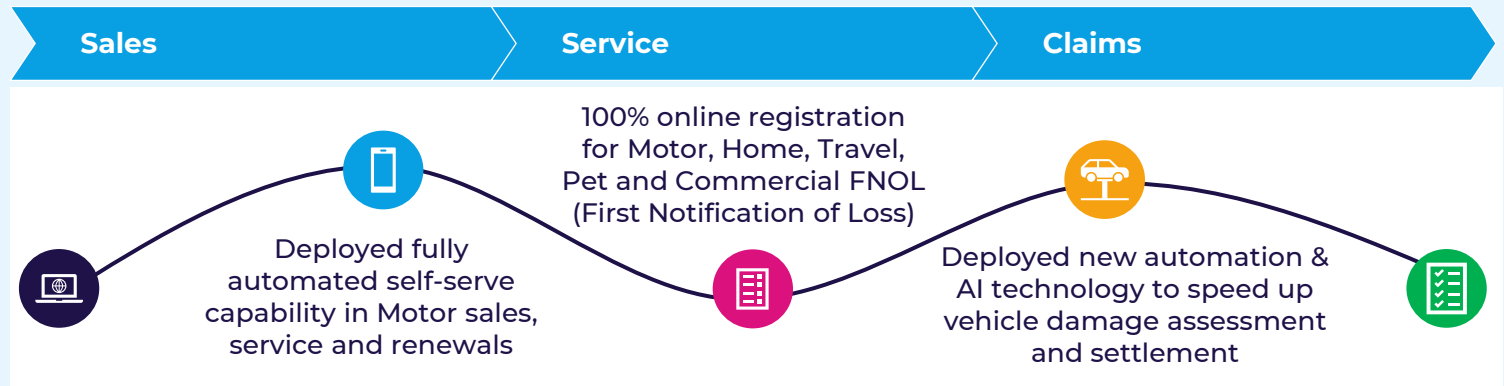 Sales
Service
Claims
100% online registration
for Motor, Home, Travel,
Pet and Commercial FNOL
(First Notification of Loss)
Deployed fully
automated self-serve
capability in Motor sales,
service and renewals
Deployed new automation &
AI technology to speed up
vehicle damage assessment
and settlement